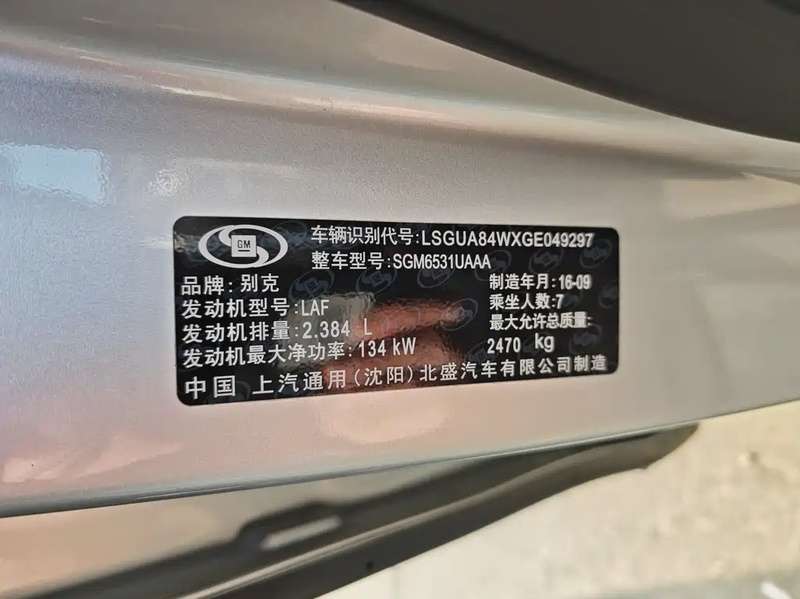 GM
车辆识别代号:LSGUA84WXGE049297
整车型号:SGM6531UAAA
品牌:别克 制造年月:16-09
发动机型号:LAF 乘坐人数:7
发动机排量:2.384 L 最大允许总质量:
发动机最大净功率:134 kW 2470 kg
中国 上汽通用(沈阳)北盛汽车有限公司制造